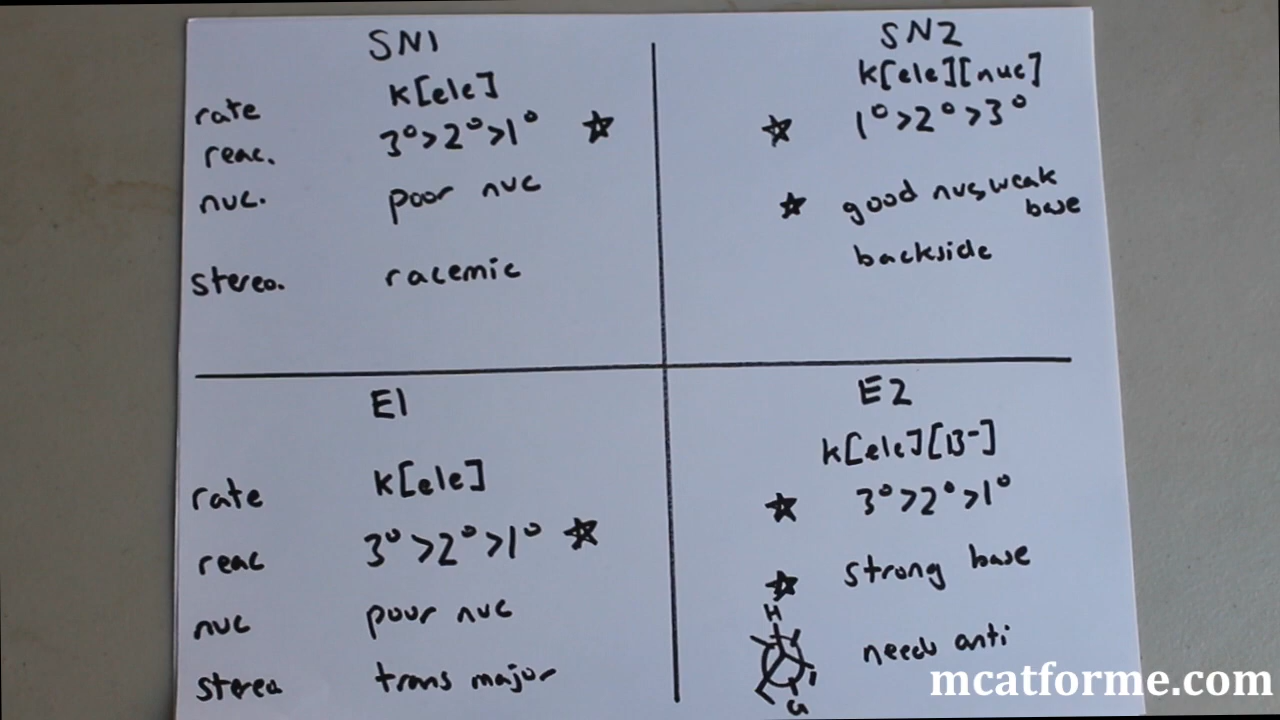 SN1
rate k[ele]
reac. 3°>2°>1° ☆
nuc. poor nuc
stereo. racemic
SN2
k[ele][nuc]
☆ 1°>2°>3°
☆ good nuc, weak
base
backside
E1
rate k[ele]
reac 3°>2°>1° ☆
nuc poor nuc
stereo trans major
E2
k[ele][B-]
☆ 3°>2°>1°
☆ strong base
H
needs anti
Cl
mcatforme.com